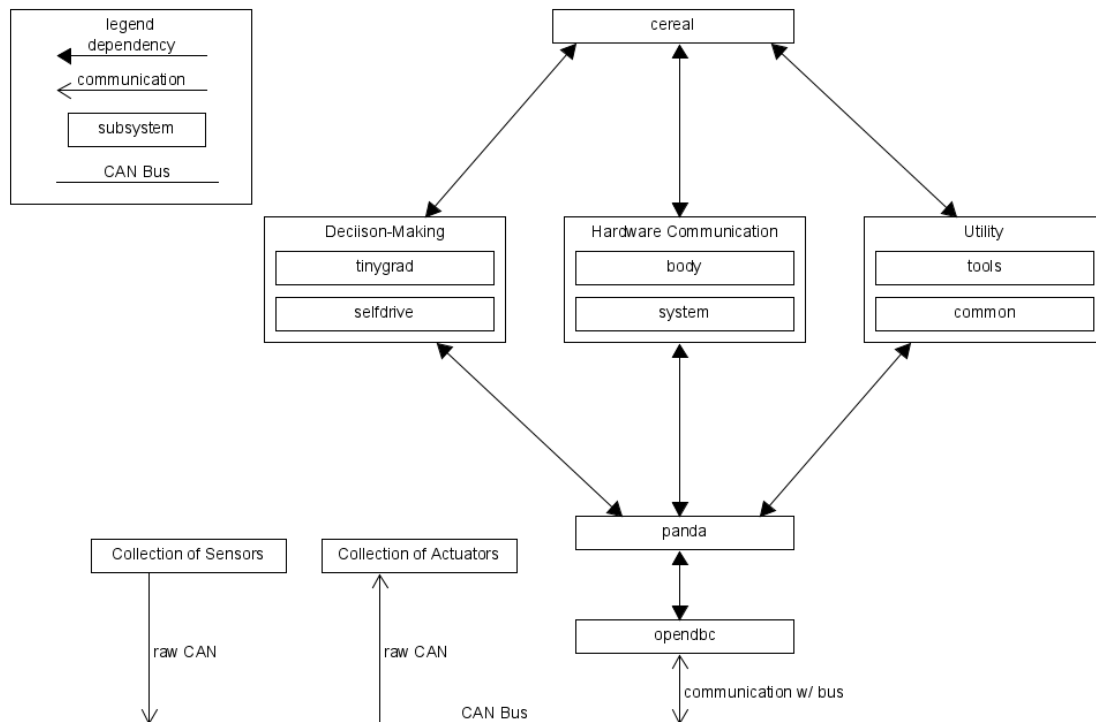 legend
dependency
communication
subsystem
CAN Bus
cereal
Deciison-Making
tinygrad
selfdrive
Hardware Communication
body
system
Utility
tools
common
panda
Collection of Sensors
Collection of Actuators
opendbc
raw CAN
raw CAN
communication w/ bus
CAN Bus